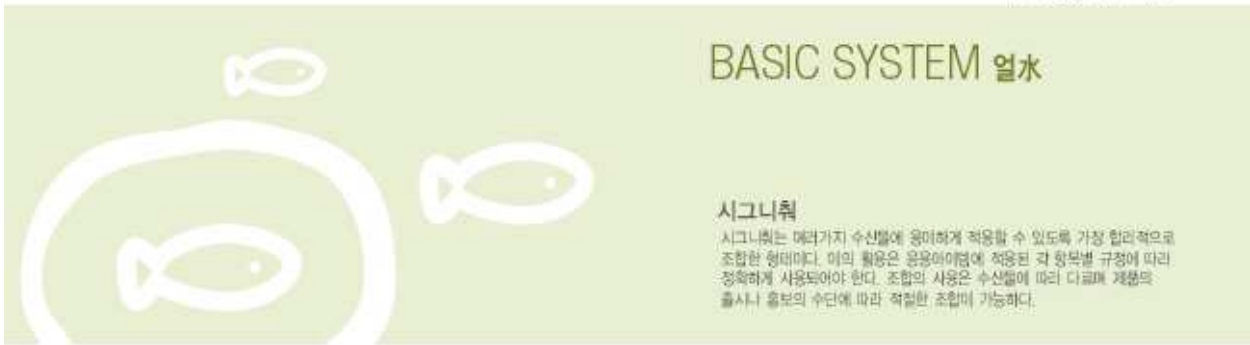 BASIC SYSTEM 얼水
시그니춰
시그니춰는 여러가지 수산물에 용이하게 적용할 수 있도록 가장 합리적으로
조합한 형태이다. 이의 활용은 응용아이템에 적용된 각 항목별 규정에 따라
정확하게 사용되어야 한다. 조합의 사용은 수산물에 따라 다르며 제품의
출시나 홍보의 수단에 따라 적절한 조합이 가능하다.